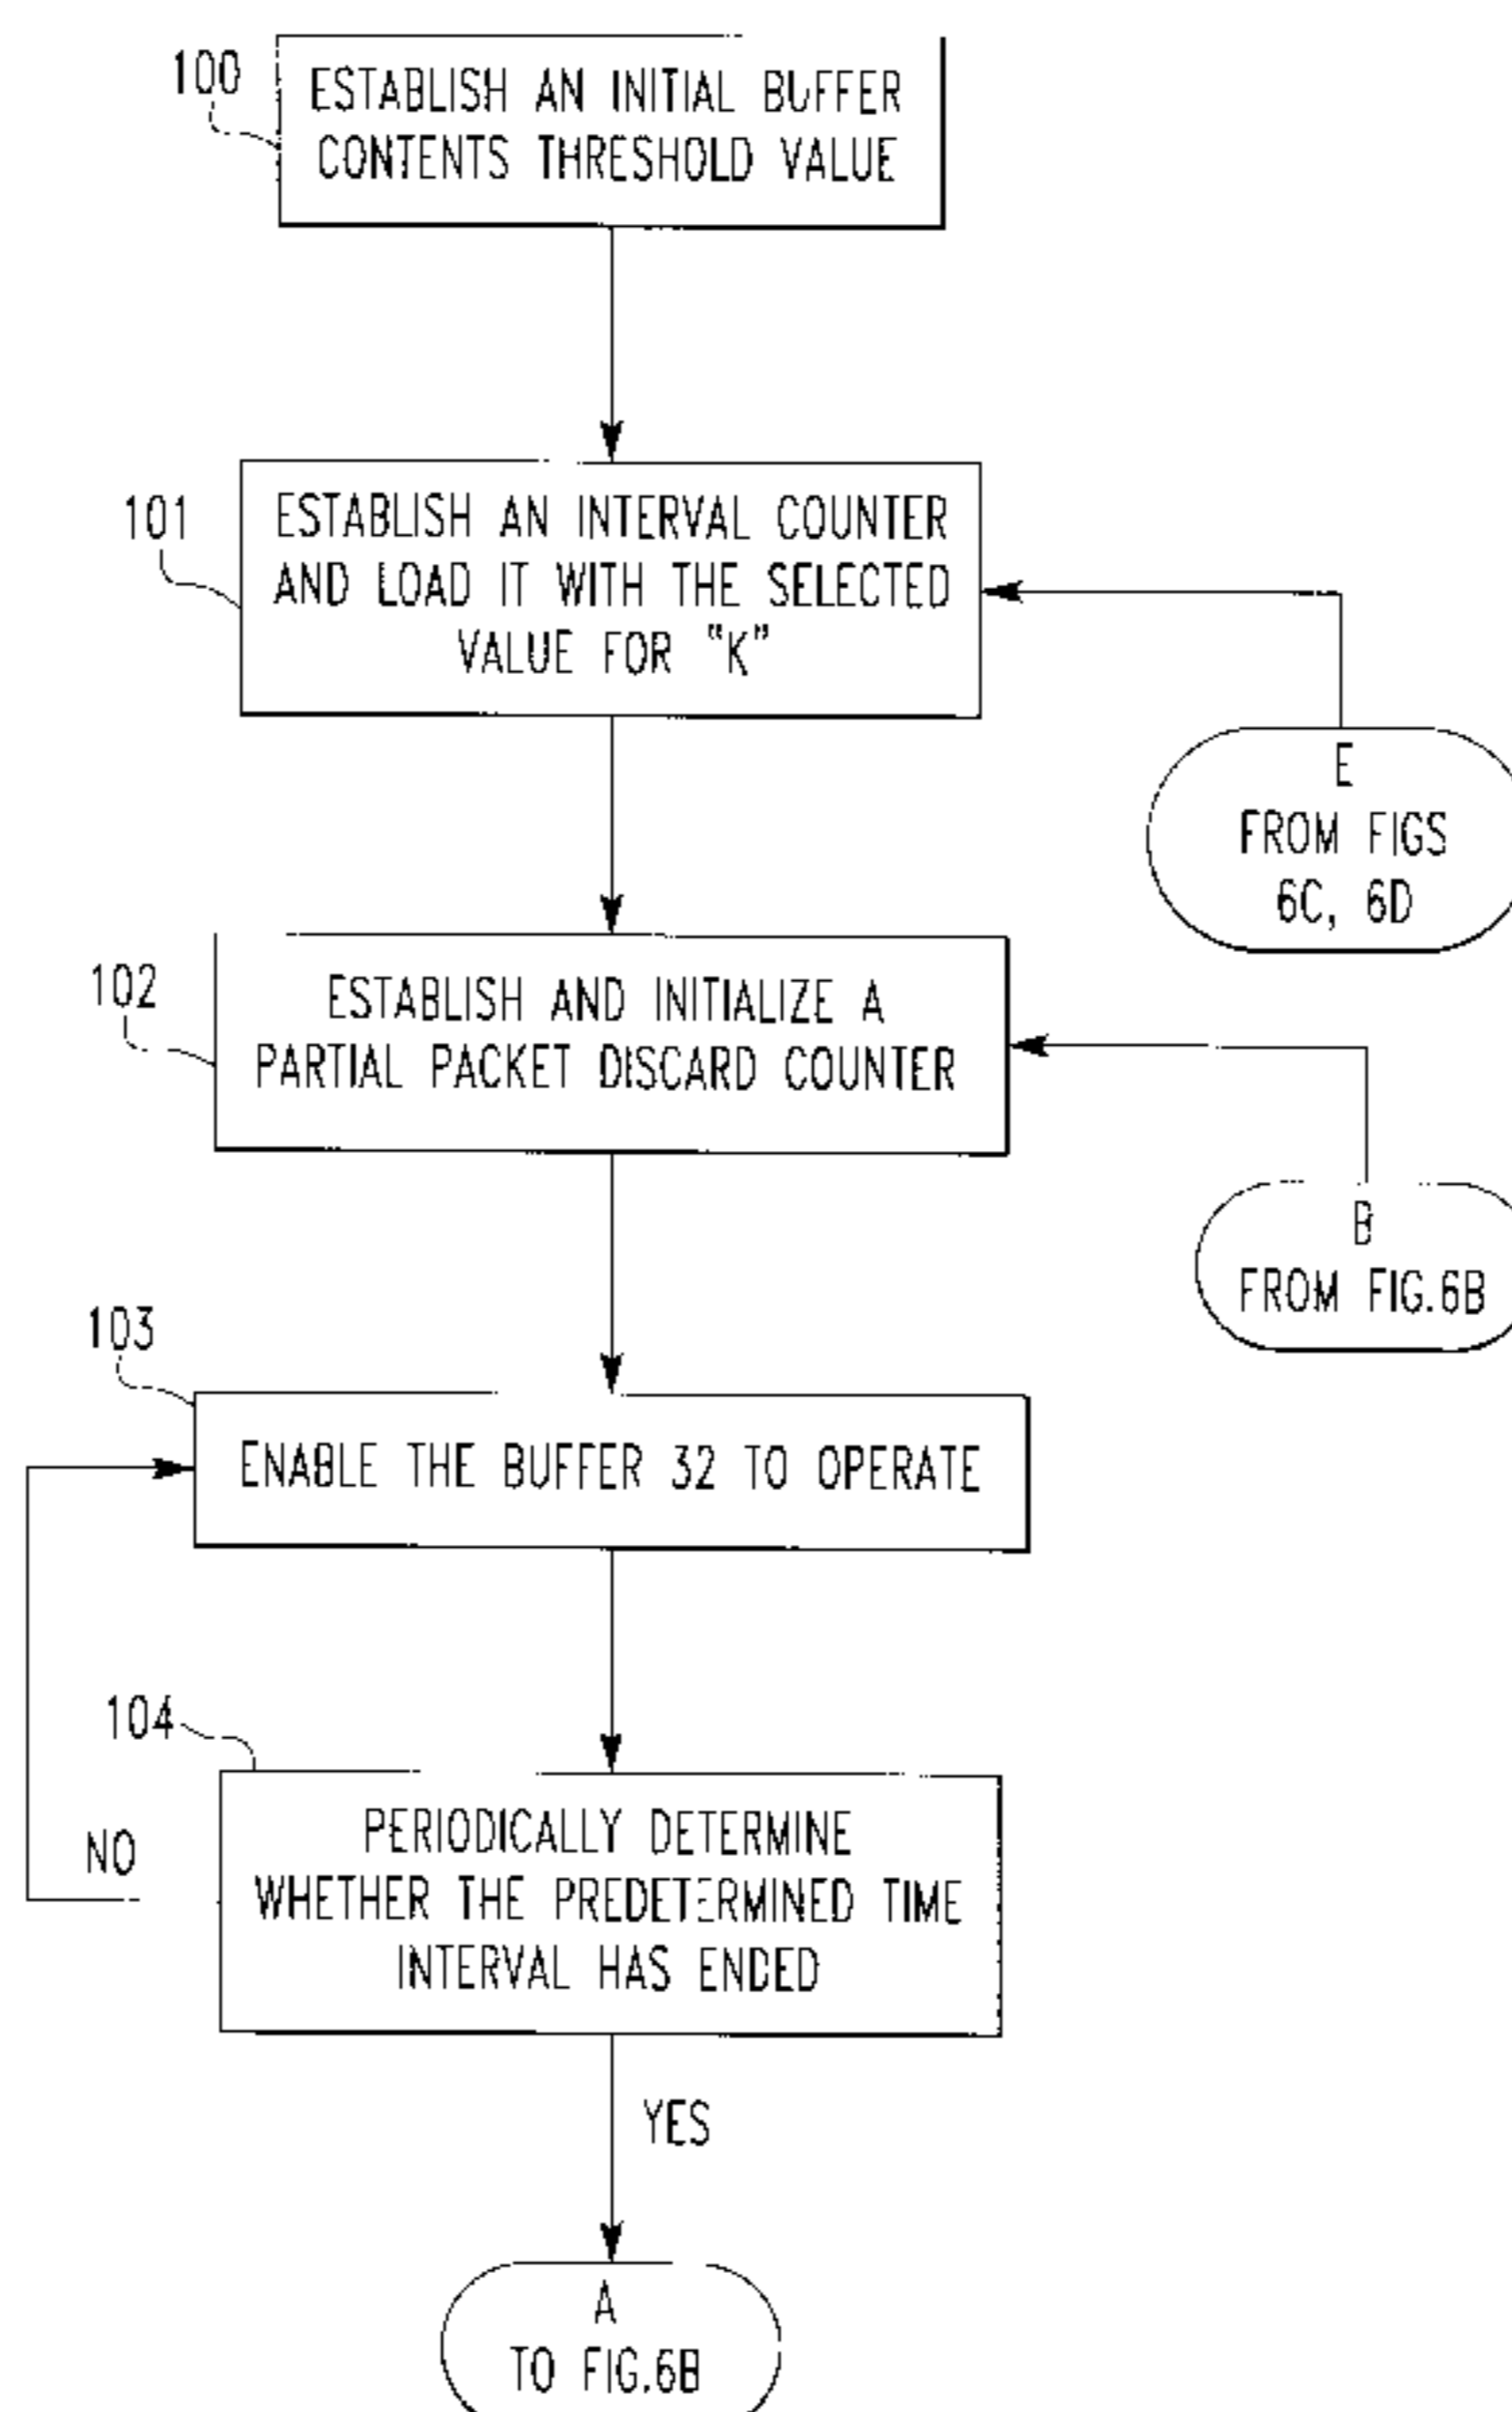 100
ESTABLISH AN INITIAL BUFFER
CONTENTS THRESHOLD VALUE
101
ESTABLISH AN INTERVAL COUNTER
AND LOAD IT WITH THE SELECTED
VALUE FOR "K"
E
FROM FIGS
6C, 6D
102
ESTABLISH AND INITIALIZE A
PARTIAL PACKET DISCARD COUNTER
B
FROM FIG.6B
103
ENABLE THE BUFFER 32 TO OPERATE
104
NO
PERIODICALLY DETERMINE
WHETHER THE PREDETERMINED TIME
INTERVAL HAS ENDED
YES
A
TO FIG.6B